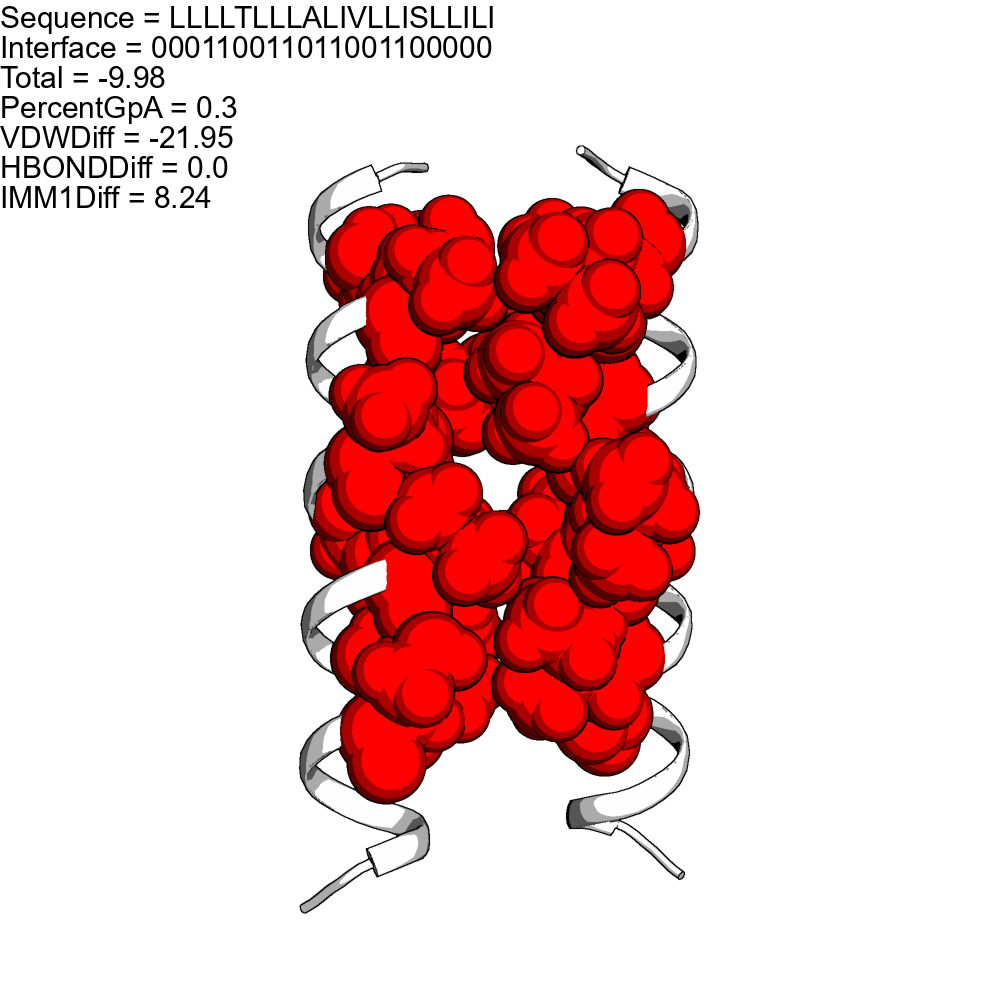 Sequence = LLLLTLLLALIVLLISLLILI
Interface = 000110011011001100000
Total = -9.98
PercentGpA = 0.3
VDWDiff = -21.95
HBONDDiff = 0.0
IMM1Diff = 8.24